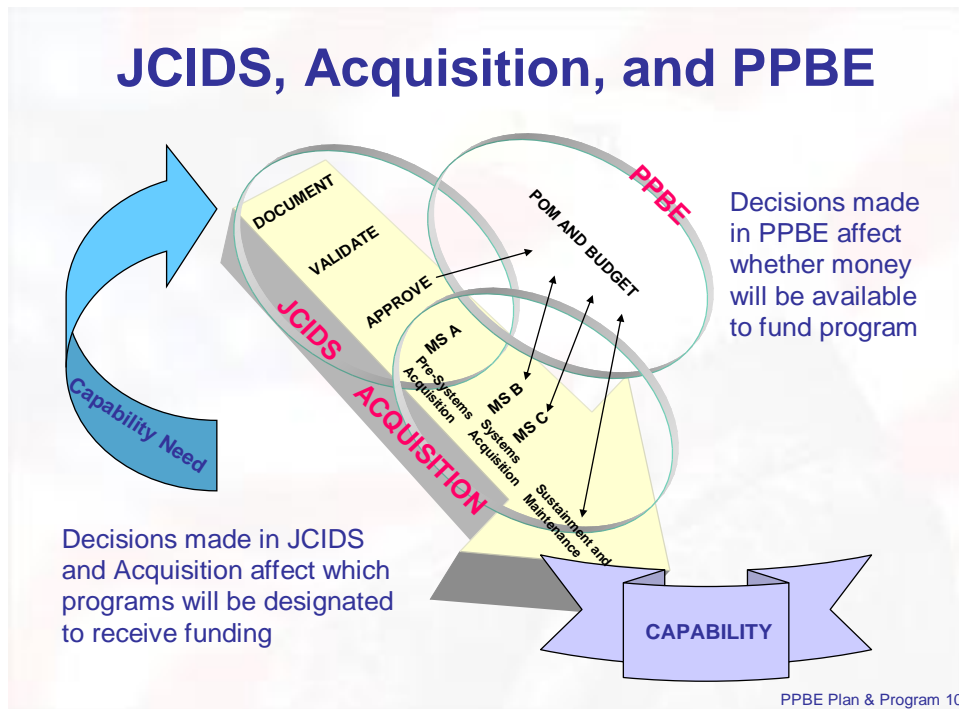 JCIDS, Acquisition, and PPBE
DOCUMENT
VALIDATE
APPROVE
JCIDS
PPBE
POM AND BUDGET
MS A
Pre-Systems
Acquisition
MS B
MS C
Systems
Acquisition
ACQUISITION
Sustainment and
Maintenance
Capability Need
Decisions made
in PPBE affect
whether money
will be available
to fund program
Decisions made in JCIDS
and Acquisition affect which
programs will be designated
to receive funding
CAPABILITY
PPBE Plan & Program 10